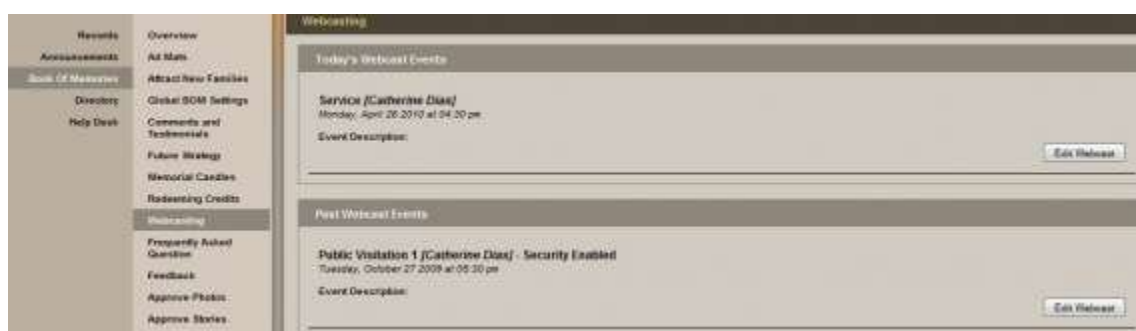 Records
Announcements
Book Of Memories
Directory
Help Desk
Overview
Ad Mats
Attract New Families
Global BOM Settings
Comments and
Testimonials
Future Strategy
Memorial Candles
Redeeming Credits
Webcasting
Frequently Asked
Question
Feedback
Approve Photos
Approve Stories
Webcasting
Today's Webcast Events
Service [Catherine Dias]
Monday, April 26 2010 at 04:30 pm
Event Description:
Edit Webcast
Past Webcast Events
Public Visitation 1 [Catherine Dias] - Security Enabled
Tuesday, October 27 2009 at 05:30 pm
Event Description:
Edit Webcast